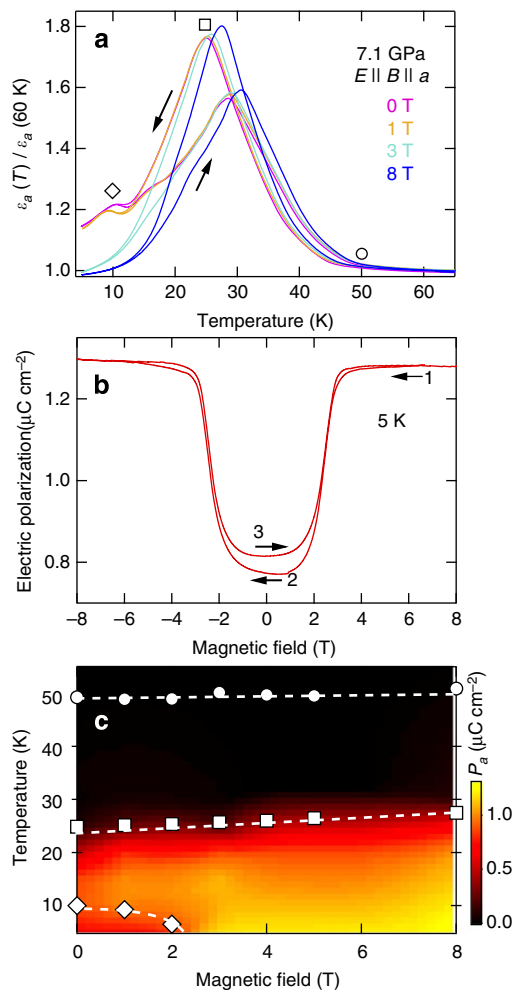 a
7.1 GPa
E || B || a
0 T
1 T
3 T
8 T
εa (T) / εa (60 K)
1.8
1.6
1.4
1.2
1.0
10 20 30 40 50 60
Temperature (K)
b
5 K
1
3
2
Electric polarization(μC cm−2)
1.2
1.0
0.8
−8 −6 −4 −2 0 2 4 6 8
Magnetic field (T)
c
Temperature (K)
50
40
30
20
10
0 2 4 6 8
Magnetic field (T)
Pa (μC cm−2)
1.0
0.5
0.0